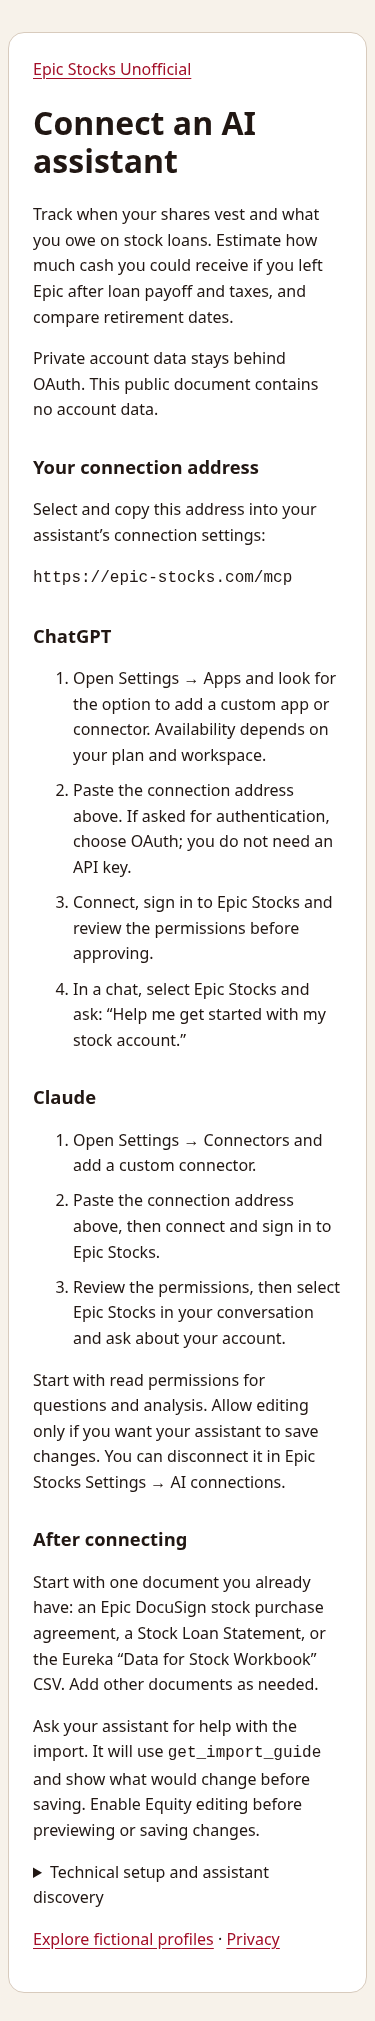 Epic Stocks Unofficial
Connect an AI
assistant
Track when your shares vest and what
you owe on stock loans. Estimate how
much cash you could receive if you left
Epic after loan payoff and taxes, and
compare retirement dates.
Private account data stays behind
OAuth. This public document contains
no account data.
Your connection address
Select and copy this address into your
assistant’s connection settings:
https://epic-stocks.com/mcp
ChatGPT
1. Open Settings → Apps and look for
the option to add a custom app or
connector. Availability depends on
your plan and workspace.
2. Paste the connection address
above. If asked for authentication,
choose OAuth; you do not need an
API key.
3. Connect, sign in to Epic Stocks and
review the permissions before
approving.
4. In a chat, select Epic Stocks and
ask: “Help me get started with my
stock account.”
Claude
1. Open Settings → Connectors and
add a custom connector.
2. Paste the connection address
above, then connect and sign in to
Epic Stocks.
3. Review the permissions, then select
Epic Stocks in your conversation
and ask about your account.
Start with read permissions for
questions and analysis. Allow editing
only if you want your assistant to save
changes. You can disconnect it in Epic
Stocks Settings → AI connections.
After connecting
Start with one document you already
have: an Epic DocuSign stock purchase
agreement, a Stock Loan Statement, or
the Eureka “Data for Stock Workbook”
CSV. Add other documents as needed.
Ask your assistant for help with the
import. It will use get_import_guide
and show what would change before
saving. Enable Equity editing before
previewing or saving changes.
▶ Technical setup and assistant
discovery
Explore fictional profiles · Privacy